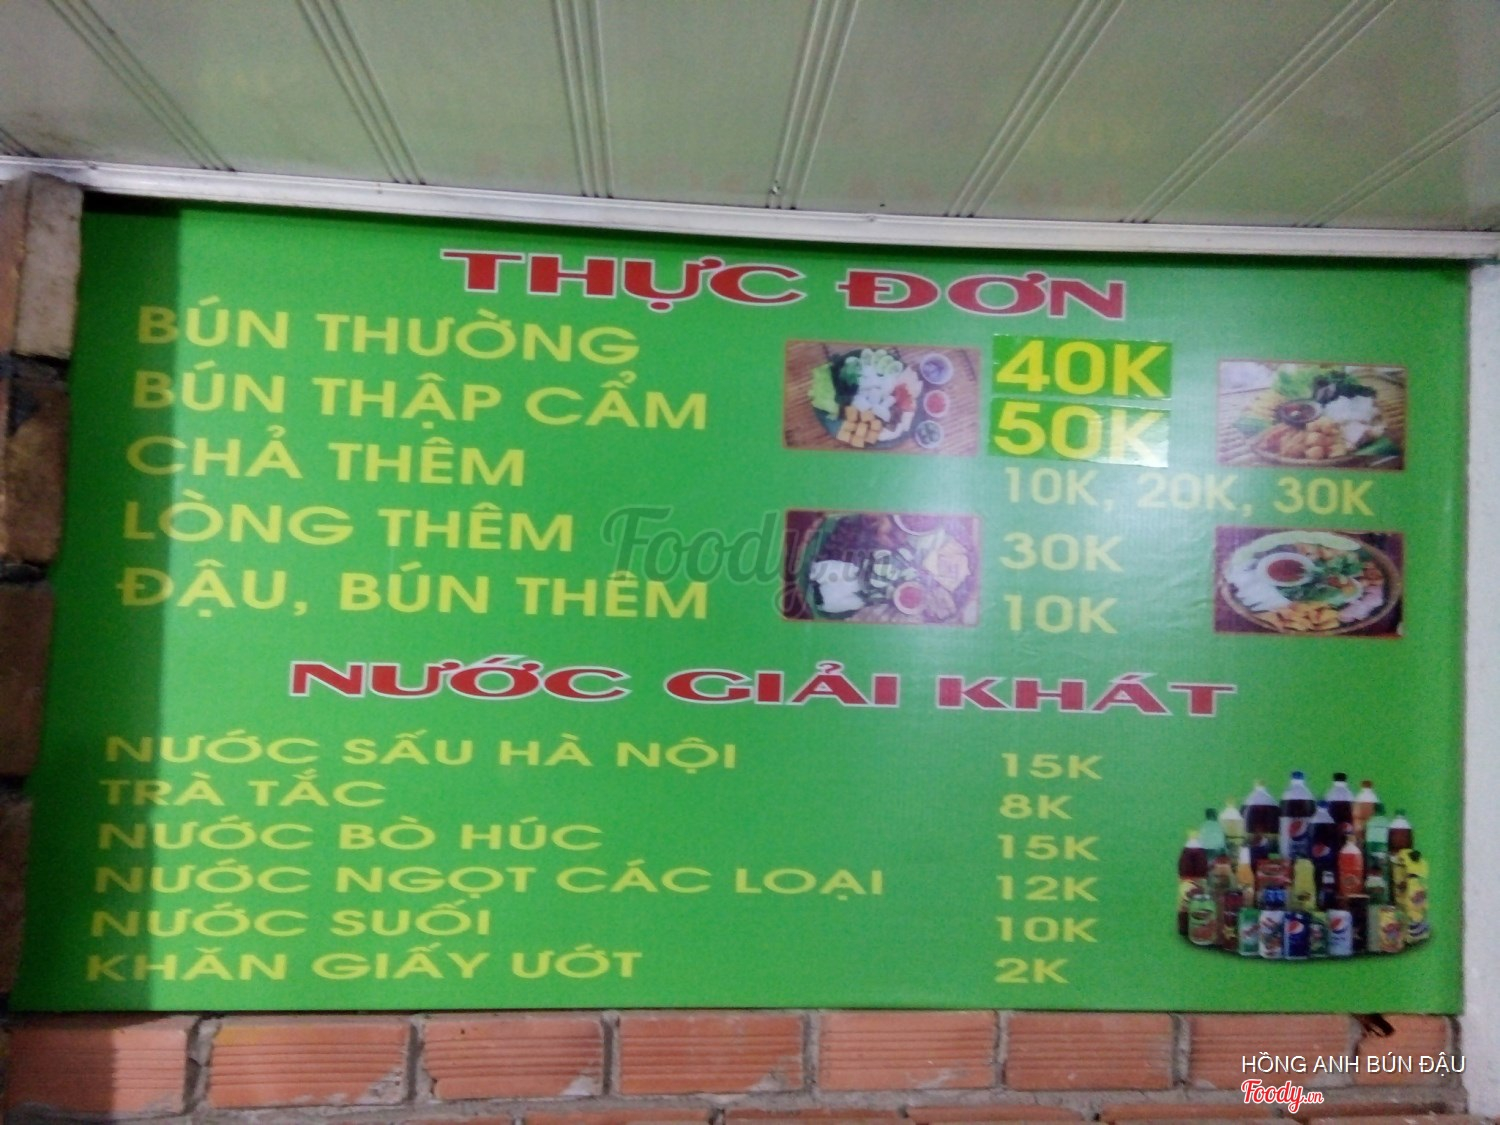 THỰC ĐƠN
BÚN THƯỜNG 40K
BÚN THẬP CẨM 50K
CHẢ THÊM 10K, 20K, 30K
LÒNG THÊM 30K
ĐẬU, BÚN THÊM 10K
Foody.vn
NƯỚC GIẢI KHÁT
NƯỚC SẤU HÀ NỘI 15K
TRÀ TẮC 8K
NƯỚC BÒ HÚC 15K
NƯỚC NGỌT CÁC LOẠI 12K
NƯỚC SUỐI 10K
KHĂN GIẤY ƯỚT 2K
HỒNG ANH BÚN ĐẬU
Foody.vn